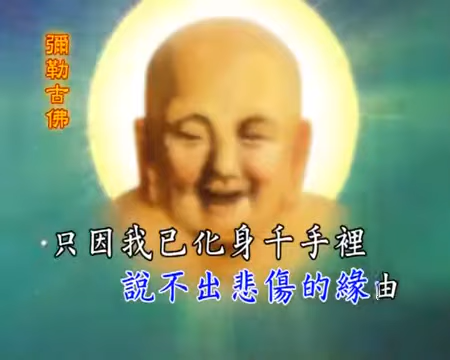 彌勒古佛
只因我已化身千手裡
說不出悲傷的緣由